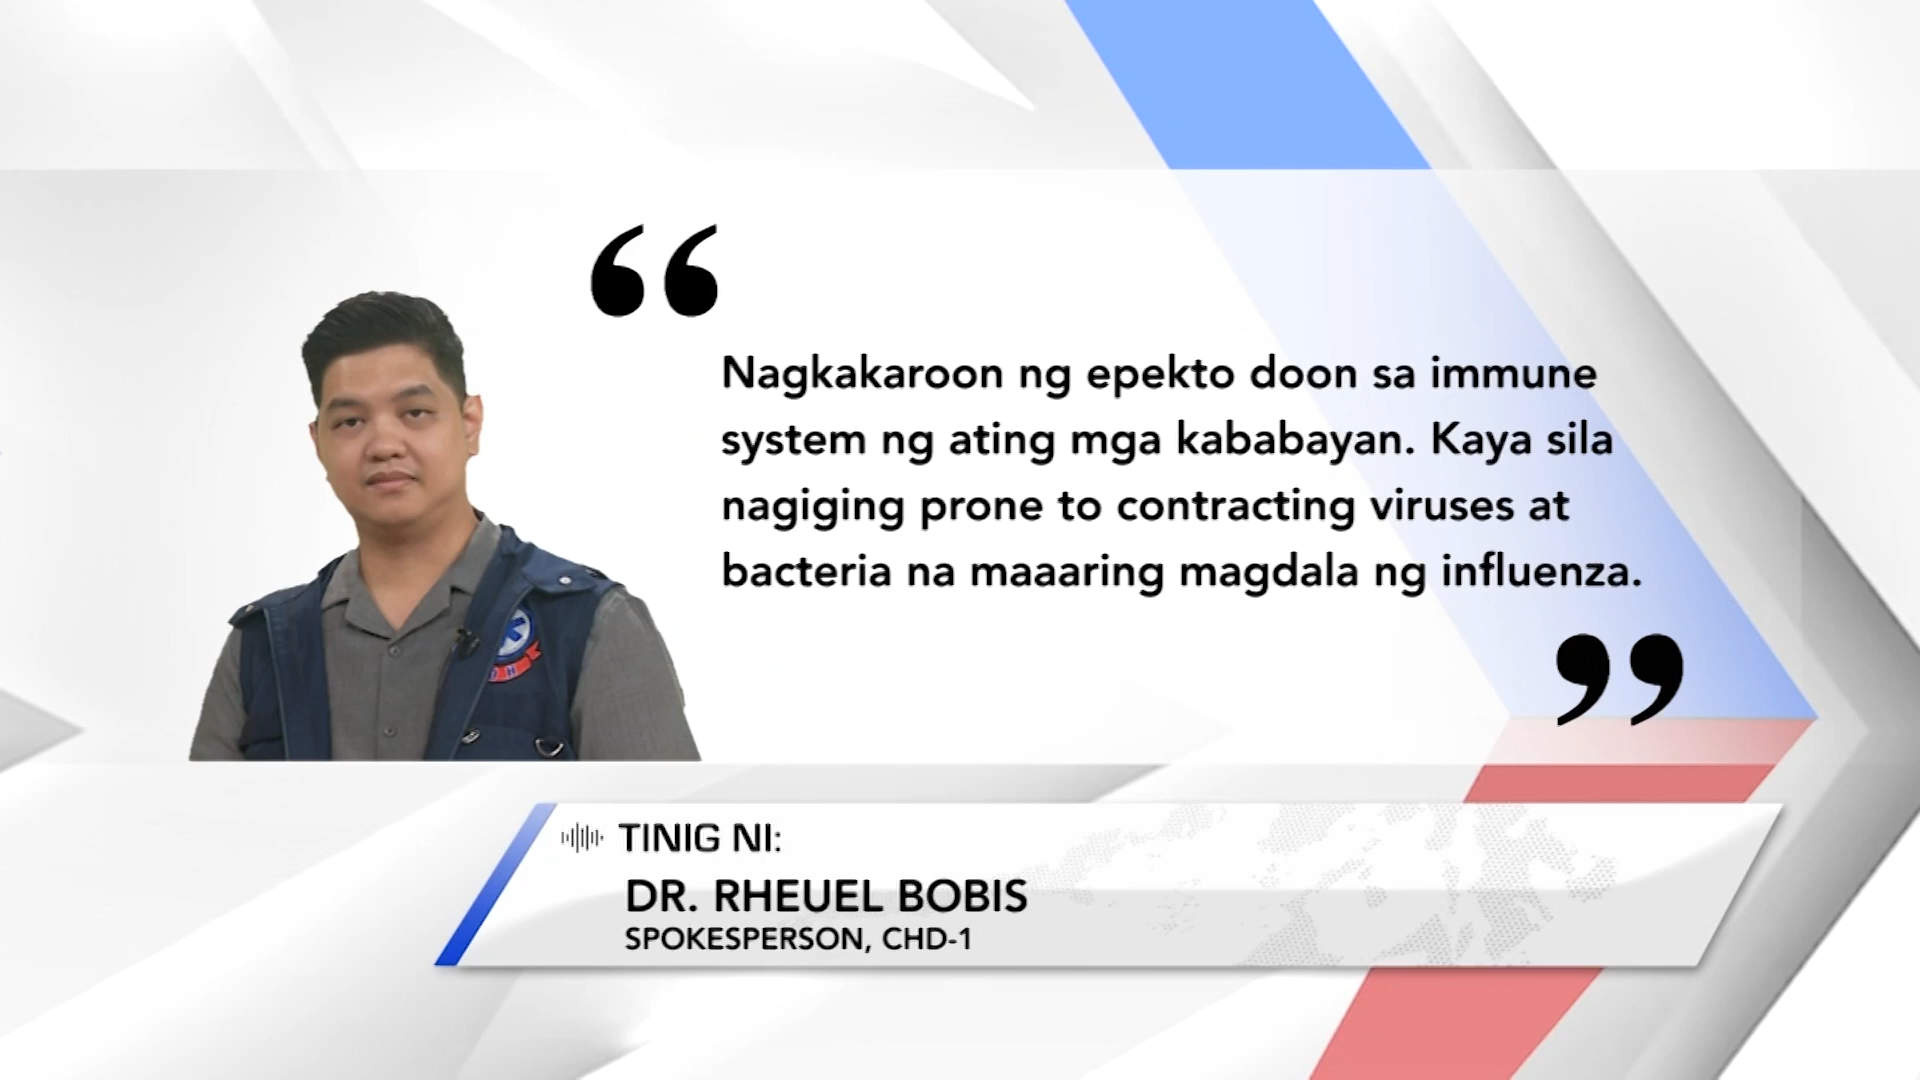 “
Nagkakaroon ng epekto doon sa immune
system ng ating mga kababayan. Kaya sila
nagiging prone to contracting viruses at
bacteria na maaaring magdala ng influenza.
”
TINIG NI:
DR. RHEUEL BOBIS
SPOKESPERSON, CHD-1